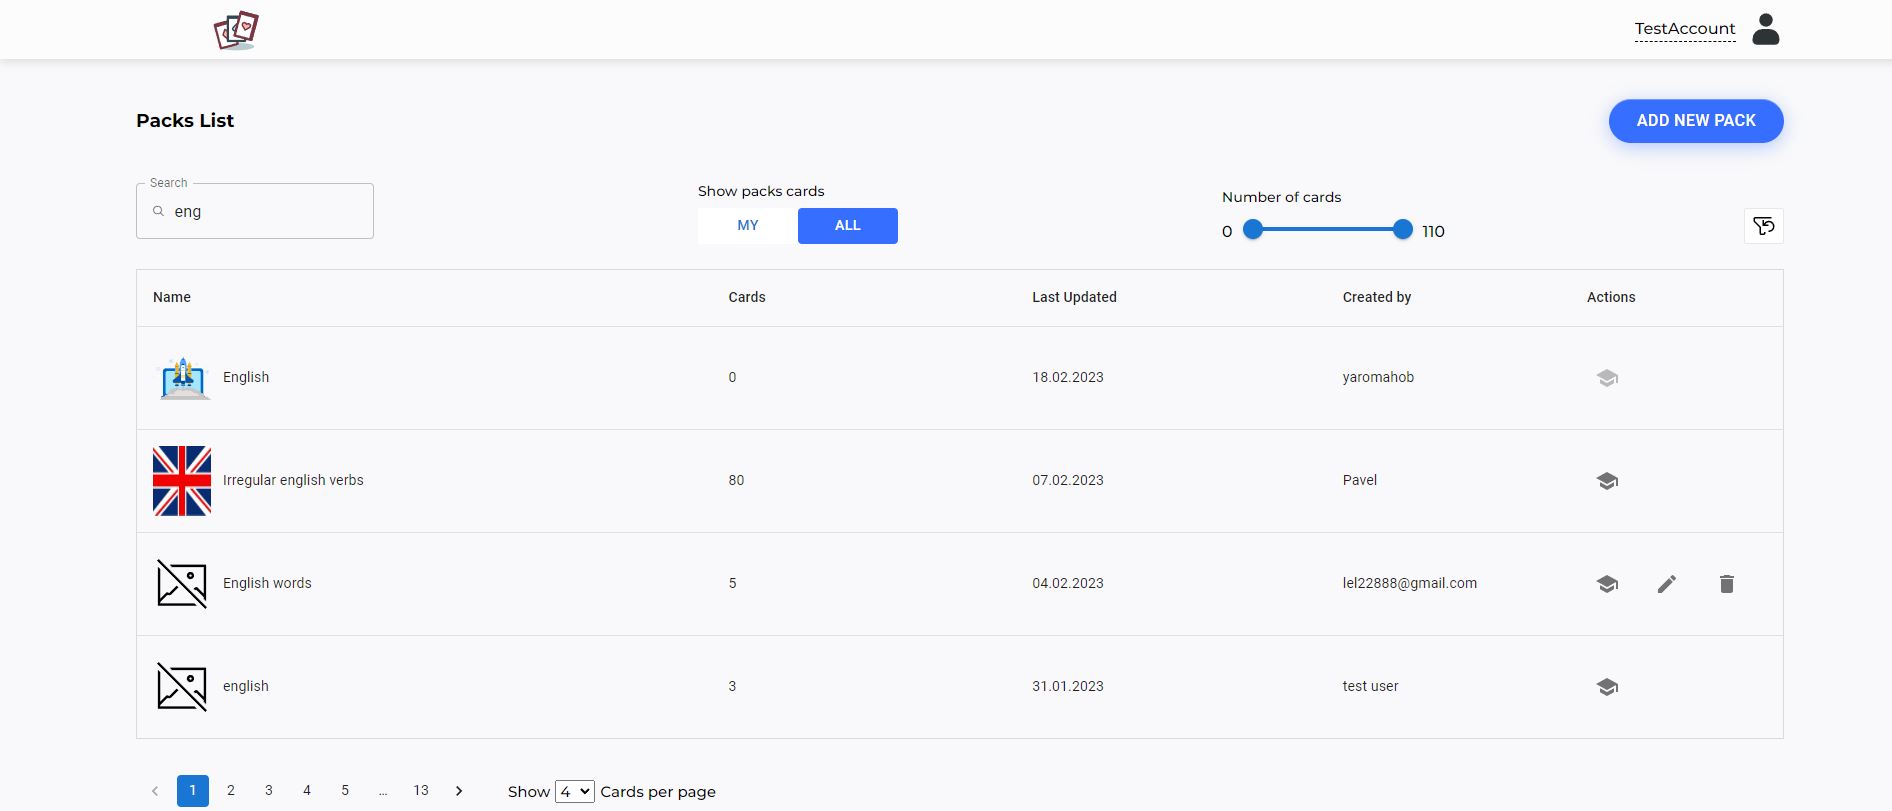 TestAccount
Packs List
ADD NEW PACK
Search
eng
Show packs cards
MY
ALL
Number of cards
0
110
Name Cards Last Updated Created by Actions
English 0 18.02.2023 yaromahob
Irregular english verbs 80 07.02.2023 Pavel
English words 5 04.02.2023 lel22888@gmail.com
english 3 31.01.2023 test user
1 2 3 4 5 ... 13 Show 4 Cards per page